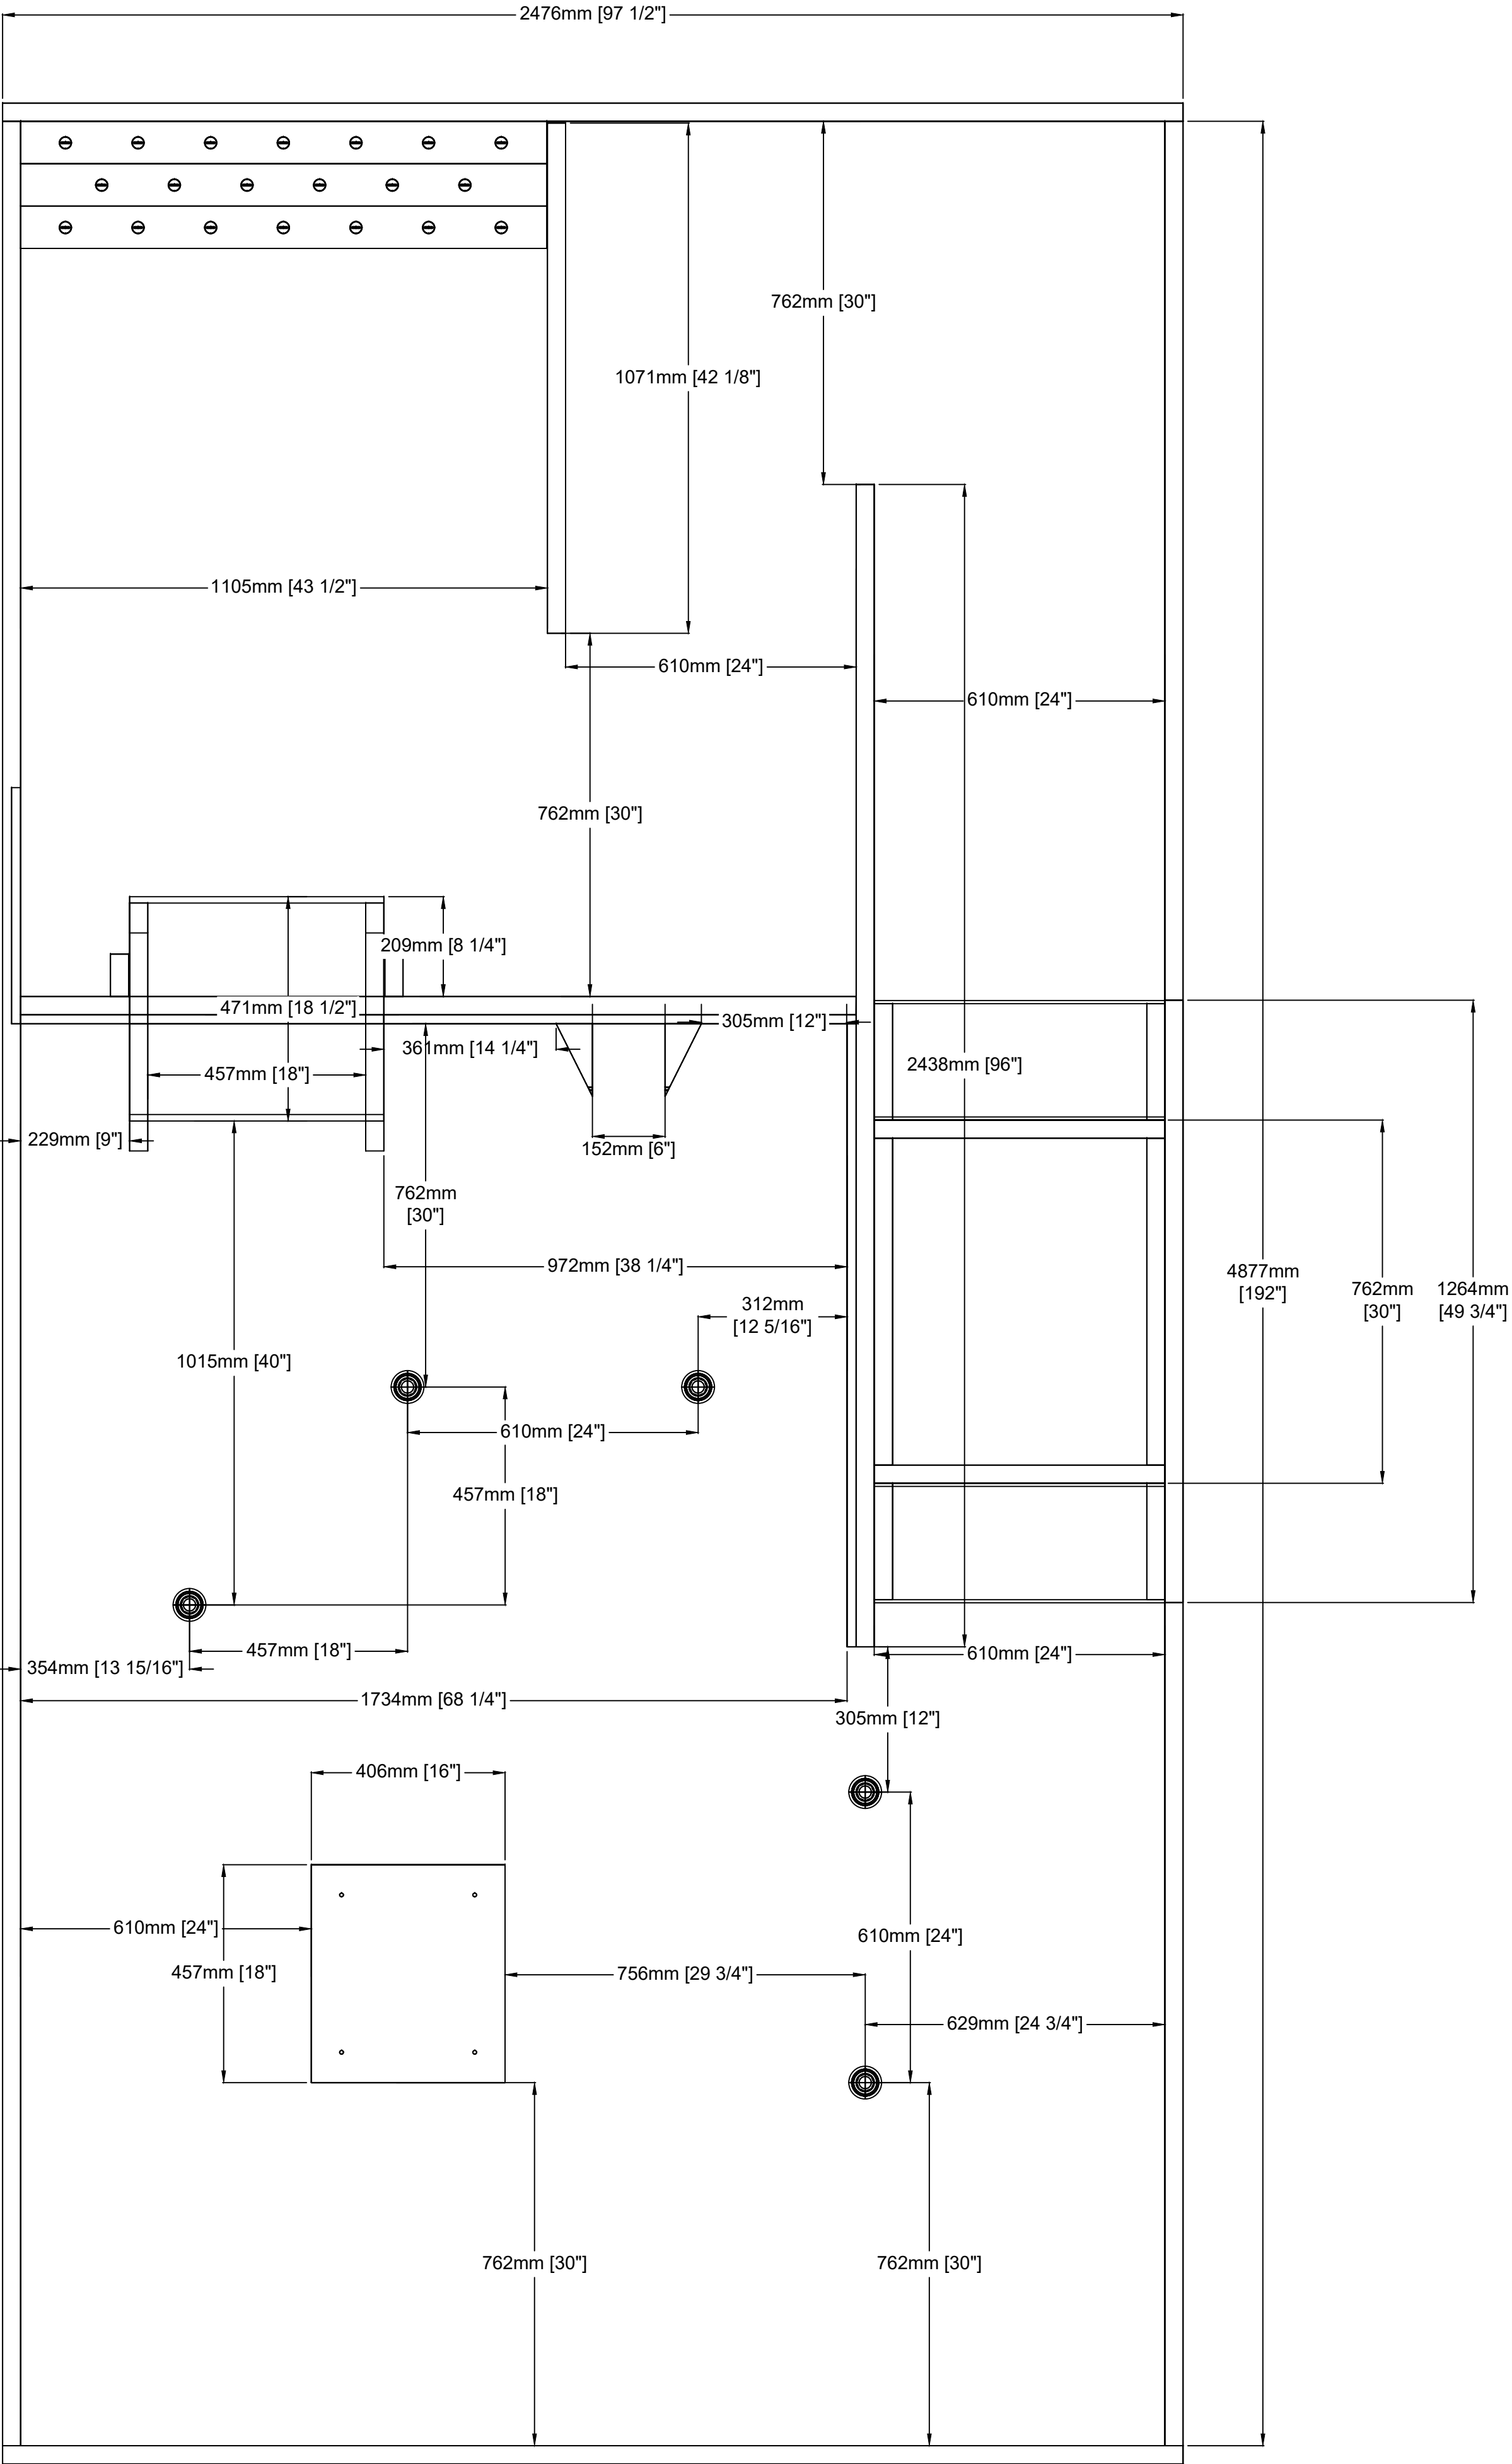 2476mm [97 1/2"]
762mm [30"]
1071mm [42 1/8"]
1105mm [43 1/2"]
610mm [24"]
610mm [24"]
762mm [30"]
209mm [8 1/4"]
471mm [18 1/2"]
305mm [12"]
361mm [14 1/4"]
2438mm [96"]
457mm [18"]
229mm [9"]
152mm [6"]
762mm
[30"]
972mm [38 1/4"]
4877mm
[192"]
762mm
[30"]
1264mm
[49 3/4"]
312mm
[12 5/16"]
1015mm [40"]
610mm [24"]
457mm [18"]
457mm [18"]
610mm [24"]
354mm [13 15/16"]
1734mm [68 1/4"]
305mm [12"]
406mm [16"]
610mm [24"]
610mm [24"]
457mm [18"]
756mm [29 3/4"]
629mm [24 3/4"]
762mm [30"]
762mm [30"]